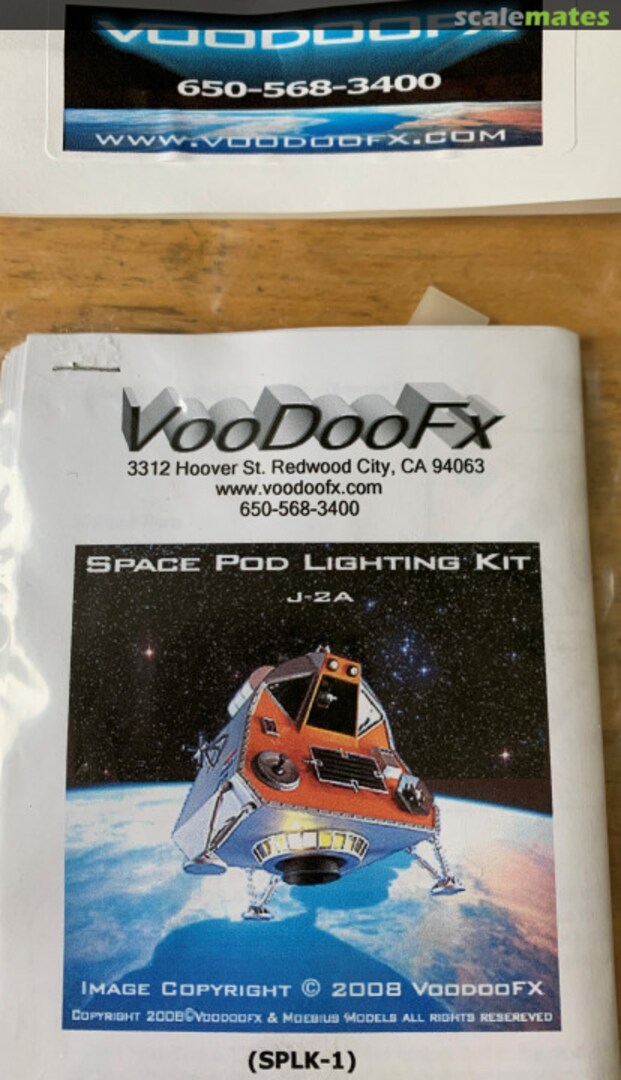 scalemates
VOODOOFX
650-568-3400
WWW.VOODOOFX.COM
VooDooFx
3312 Hoover St. Redwood City, CA 94063
www.voodoofx.com
650-568-3400
SPACE POD LIGHTING KIT
J-2A
IMAGE COPYRIGHT © 2008 VOODOOFX
COPYRIGHT 2008©VOODOOFX & MOEBIUS MODELS ALL RIGHTS RESEREVED
(SPLK-1)